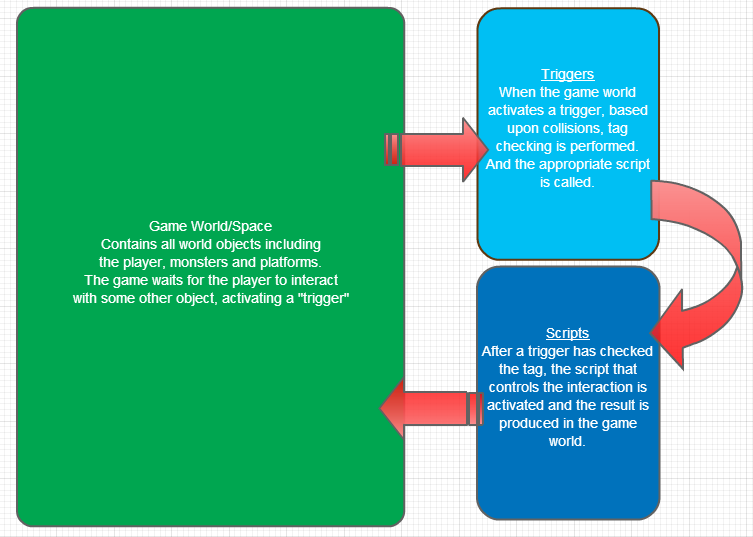 Game World/Space
Contains all world objects including
the player, monsters and platforms.
The game waits for the player to interact
with some other object, activating a "trigger"
Triggers
When the game world
activates a trigger, based
upon collisions, tag
checking is performed.
And the appropriate script
is called.
Scripts
After a trigger has checked
the tag, the script that
controls the interaction is
activated and the result is
produced in the game
world.